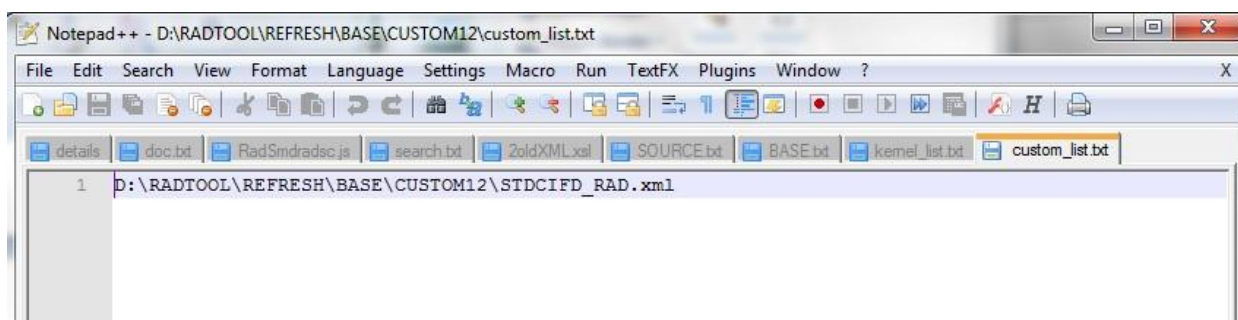 Notepad++ - D:\RADTOOL\REFRESH\BASE\CUSTOM12\custom_list.txt
File Edit Search View Format Language Settings Macro Run TextFX Plugins Window ? X
details doc.txt RadSmdradsc.js search.txt 2oldXML.xsl SOURCE.txt BASE.txt kernel_list.txt custom_list.txt
1 D:\RADTOOL\REFRESH\BASE\CUSTOM12\STDCIFD_RAD.xml